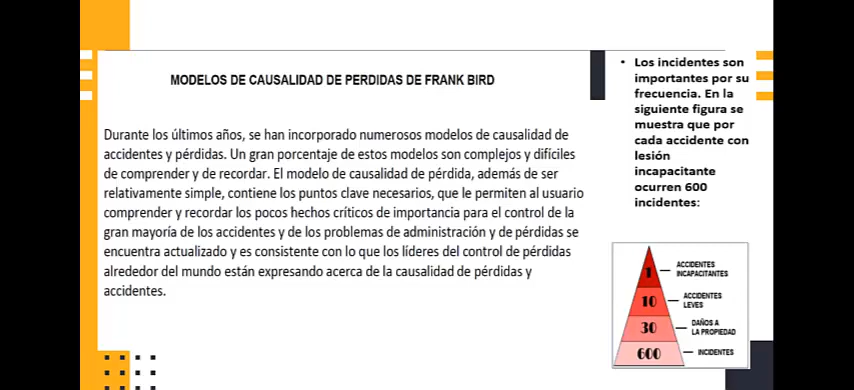 MODELOS DE CAUSALIDAD DE PERDIDAS DE FRANK BIRD
Durante los últimos años, se han incorporado numerosos modelos de causalidad de
accidentes y pérdidas. Un gran porcentaje de estos modelos son complejos y difíciles
de comprender y de recordar. El modelo de causalidad de pérdida, además de ser
relativamente simple, contiene los puntos clave necesarios, que le permiten al usuario
comprender y recordar los pocos hechos críticos de importancia para el control de la
gran mayoría de los accidentes y de los problemas de administración y de pérdidas se
encuentra actualizado y es consistente con lo que los líderes del control de pérdidas
alrededor del mundo están expresando acerca de la causalidad de pérdidas y
accidentes.
• Los incidentes son
importantes por su
frecuencia. En la
siguiente figura se
muestra que por
cada accidente con
lesión
incapacitante
ocurren 600
incidentes:
1 ACCIDENTES
INCAPACITANTES
10 ACCIDENTES
LEVES
30 DAÑOS A
LA PROPIEDAD
600 INCIDENTES